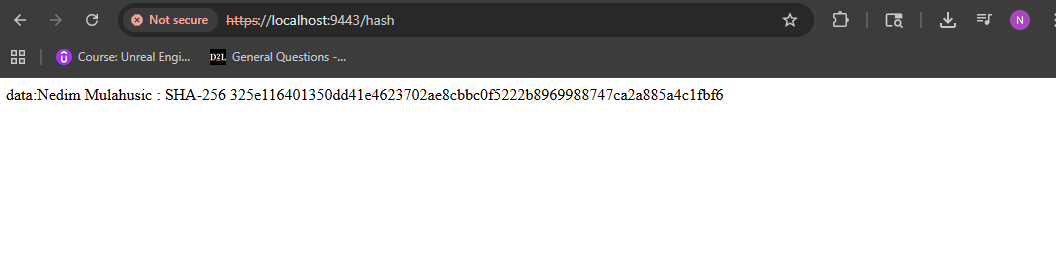 Not secure https://localhost:9443/hash N
Course: Unreal Engi... D2L General Questions -...
data:Nedim Mulahusic : SHA-256 325e116401350dd41e4623702ae8cbbc0f5222b8969988747ca2a885a4c1fbf6